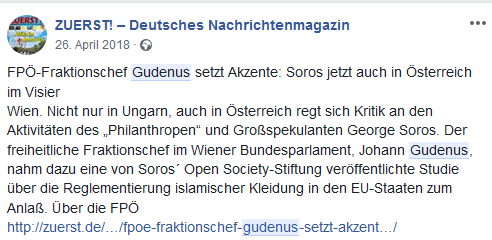 ZUERST! – Deutsches Nachrichtenmagazin
26. April 2018 ·
FPÖ-Fraktionschef Gudenus setzt Akzente: Soros jetzt auch in Österreich
im Visier
Wien. Nicht nur in Ungarn, auch in Österreich regt sich Kritik an den
Aktivitäten des „Philanthropen“ und Großspekulanten George Soros. Der
freiheitliche Fraktionschef im Wiener Bundesparlament, Johann Gudenus,
nahm dazu eine von Soros´ Open Society-Stiftung veröffentlichte Studie
über die Reglementierung islamischer Kleidung in den EU-Staaten zum
Anlaß. Über die FPÖ
http://zuerst.de/…/fpoe-fraktionschef-gudenus-setzt-akzent…/